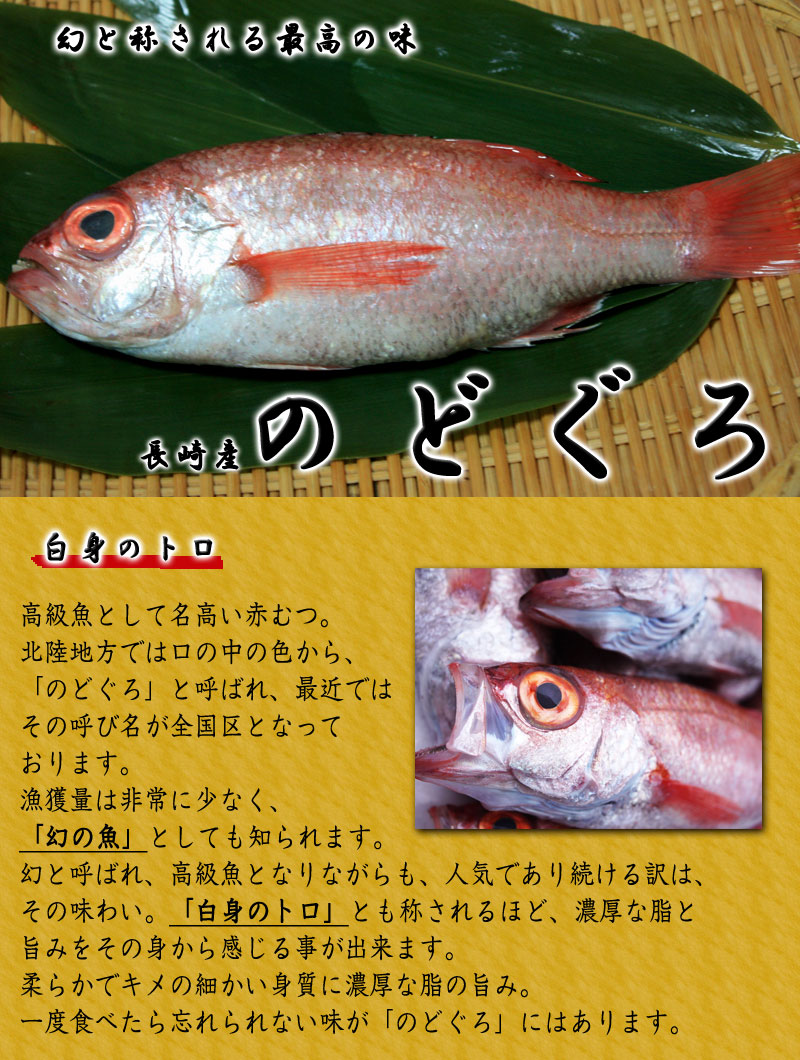 幻と称される最高の味
長崎産 のどぐろ
白身のトロ
高級魚として名高い赤むつ。
北陸地方では口の中の色から、
「のどぐろ」と呼ばれ、最近では
その呼び名が全国区となって
おります。
漁獲量は非常に少なく、
「幻の魚」としても知られます。
幻と呼ばれ、高級魚となりながらも、人気であり続ける訳は、
その味わい。「白身のトロ」とも称されるほど、濃厚な脂と
旨みをその身から感じる事が出来ます。
柔らかでキメの細かい身質に濃厚な脂の旨み。
一度食べたら忘れられない味が「のどぐろ」にはあります。